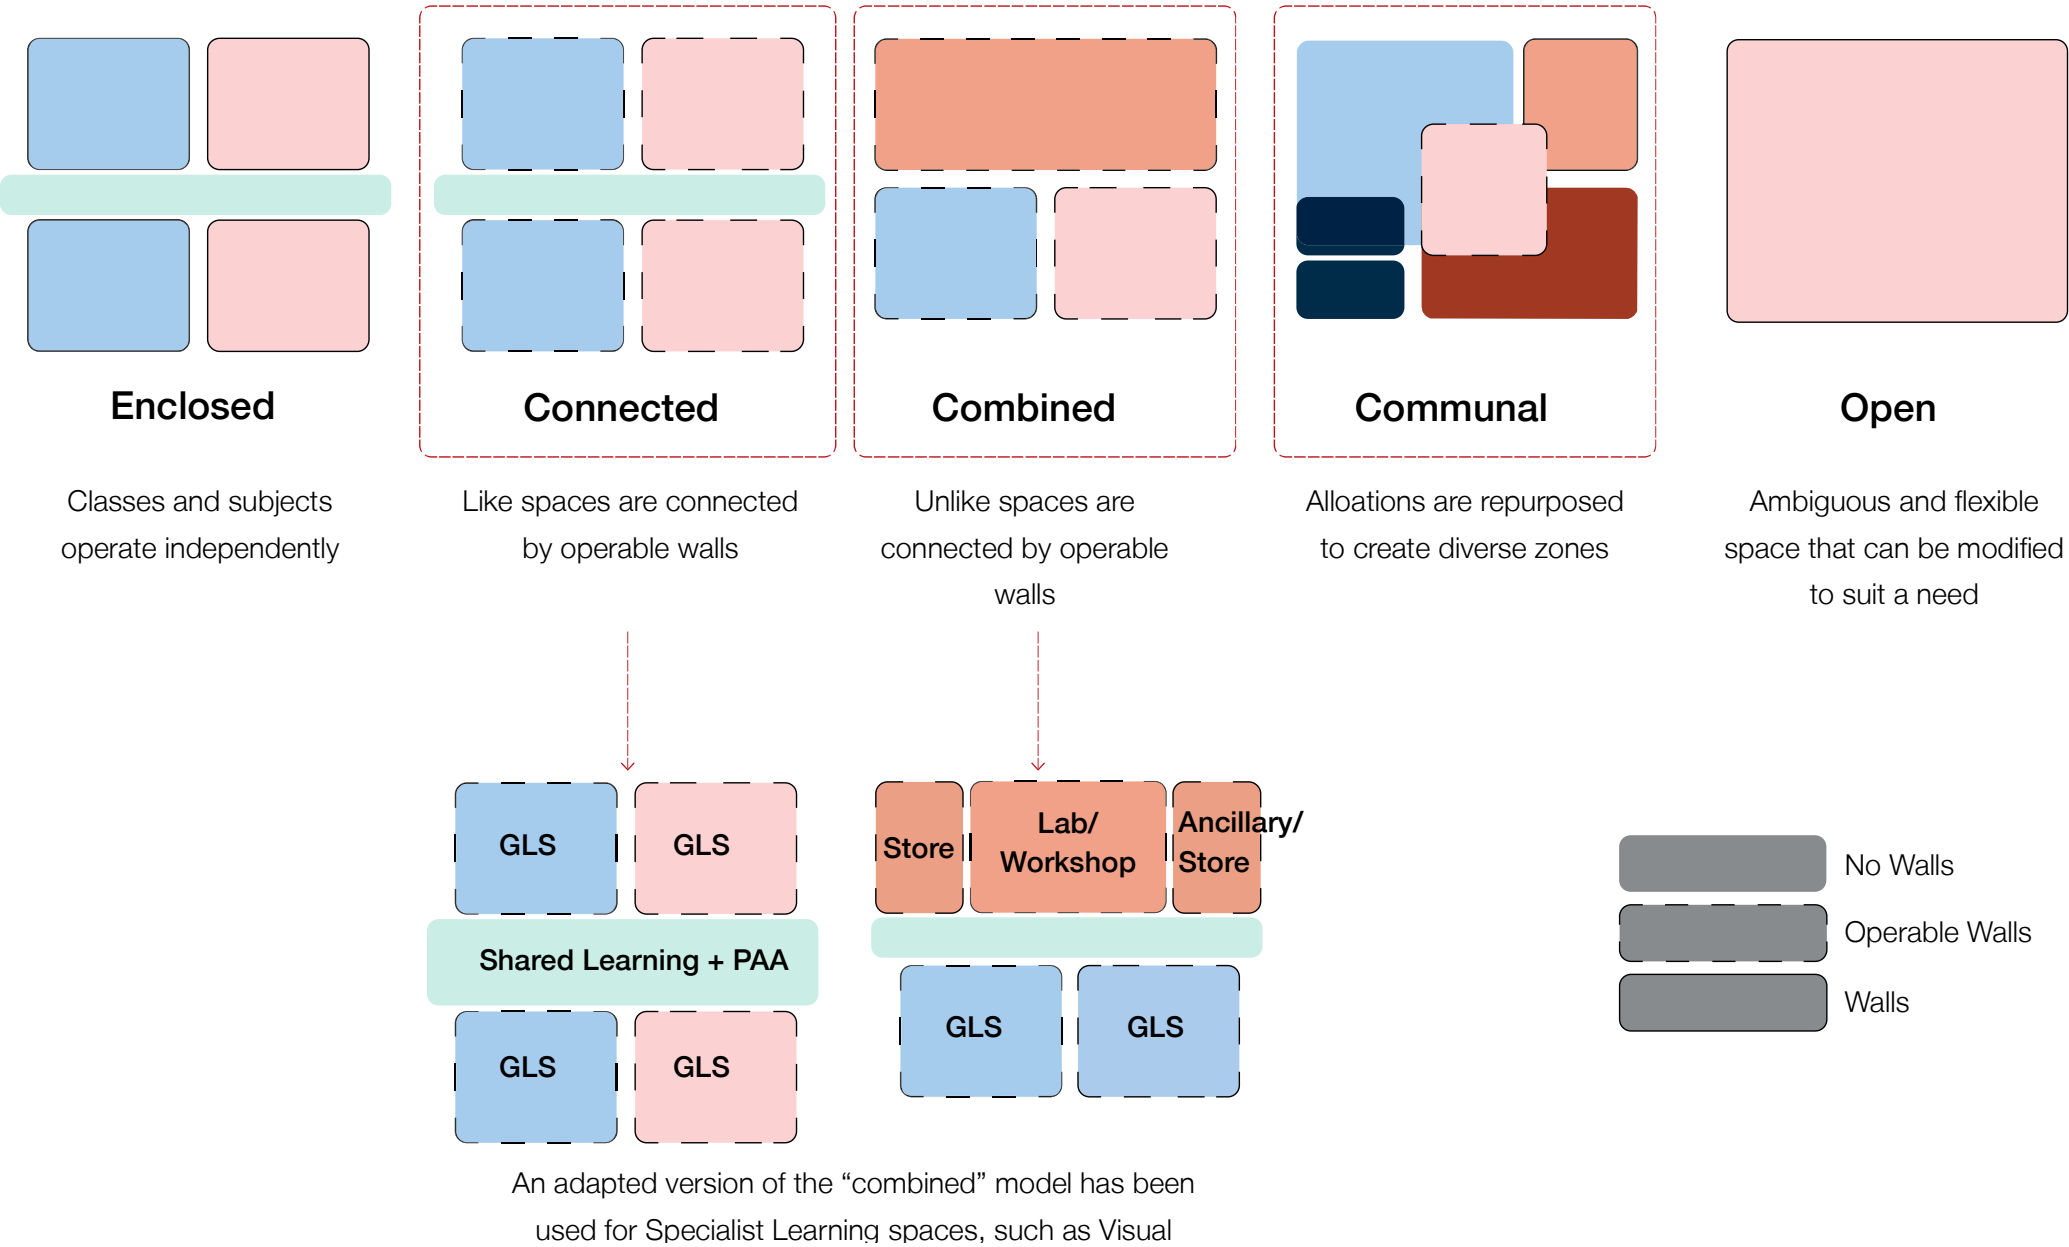 Enclosed
Connected
Combined
Communal
Open
Classes and subjects
operate independently
Like spaces are connected
by operable walls
Unlike spaces are
connected by operable
walls
Alloations are repurposed
to create diverse zones
Ambiguous and flexible
space that can be modified
to suit a need
GLS
GLS
Shared Learning + PAA
GLS
GLS
Store
Lab/
Workshop
Ancillary/
Store
GLS
GLS
No Walls
Operable Walls
Walls
An adapted version of the “combined” model has been
used for Specialist Learning spaces, such as Visual